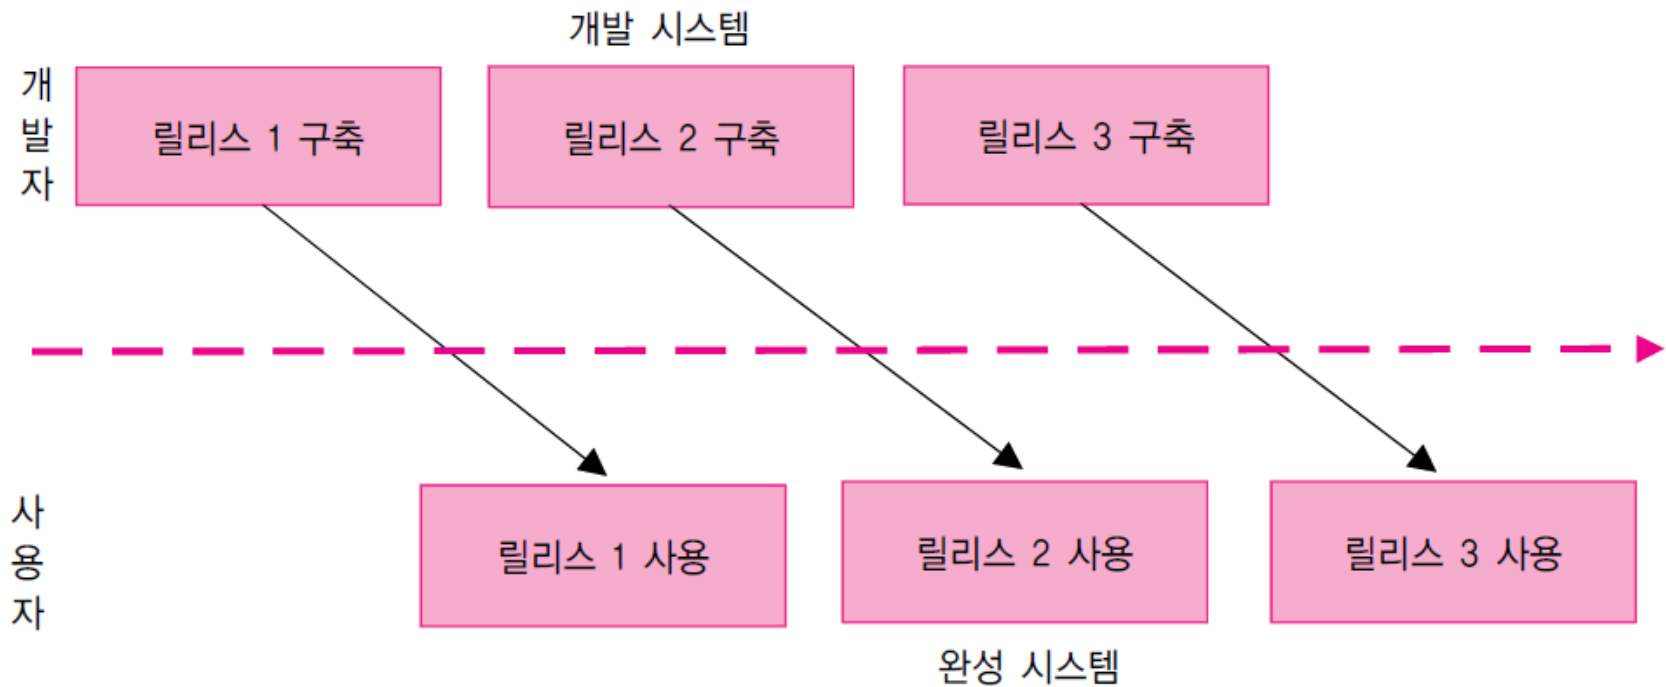 개발 시스템
개발자
릴리스 1 구축
릴리스 2 구축
릴리스 3 구축
사용자
릴리스 1 사용
릴리스 2 사용
릴리스 3 사용
완성 시스템